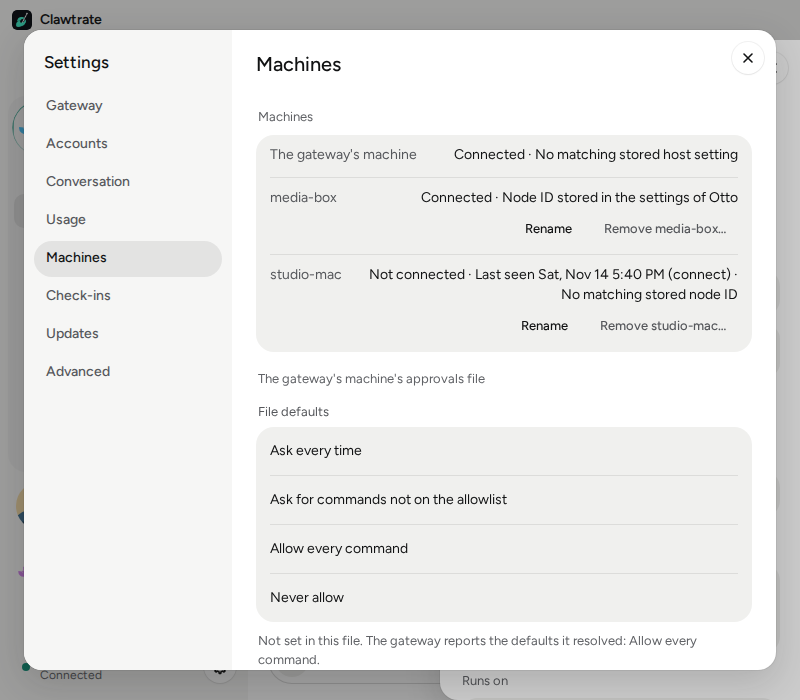 Clawtrate
Settings
Gateway
Accounts
Conversation
Usage
Machines
Check-ins
Updates
Advanced
Machines
Machines
The gateway's machine Connected · No matching stored host setting
media-box Connected · Node ID stored in the settings of Otto
Rename Remove media-box...
studio-mac Not connected · Last seen Sat, Nov 14 5:40 PM (connect) ·
No matching stored node ID
Rename Remove studio-mac...
The gateway's machine's approvals file
File defaults
Ask every time
Ask for commands not on the allowlist
Allow every command
Never allow
Not set in this file. The gateway reports the defaults it resolved: Allow every
command.
Connected
Runs on